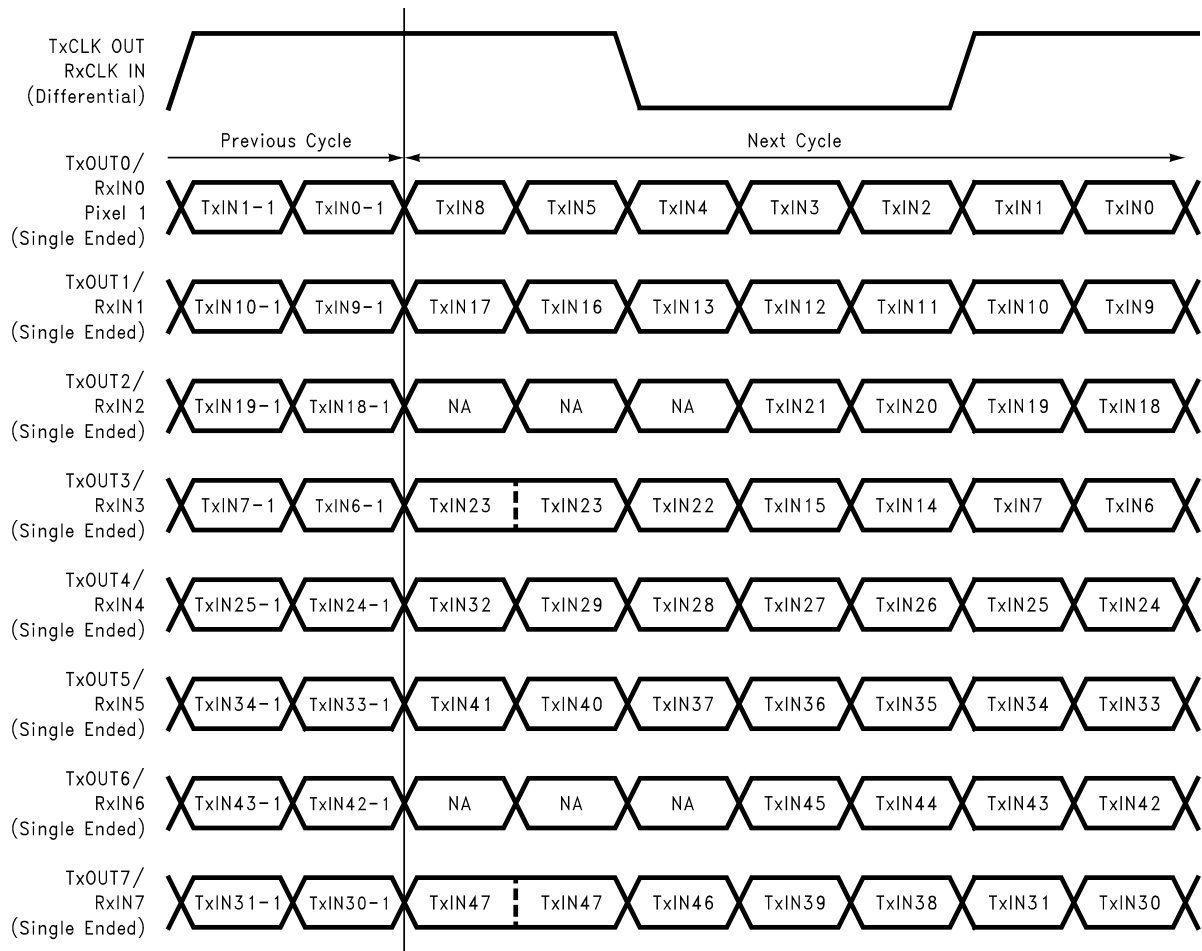 TxCLK OUT
RxCLK IN
(Differential)
Previous Cycle Next Cycle
TxOUT0/
RxIN0
Pixel 1
(Single Ended)
TxIN1-1 TxIN0-1 TxIN8 TxIN5 TxIN4 TxIN3 TxIN2 TxIN1 TxIN0
TxOUT1/
RxIN1
(Single Ended)
TxIN10-1 TxIN9-1 TxIN17 TxIN16 TxIN13 TxIN12 TxIN11 TxIN10 TxIN9
TxOUT2/
RxIN2
(Single Ended)
TxIN19-1 TxIN18-1 NA NA NA TxIN21 TxIN20 TxIN19 TxIN18
TxOUT3/
RxIN3
(Single Ended)
TxIN7-1 TxIN6-1 TxIN23 TxIN23 TxIN22 TxIN15 TxIN14 TxIN7 TxIN6
TxOUT4/
RxIN4
(Single Ended)
TxIN25-1 TxIN24-1 TxIN32 TxIN29 TxIN28 TxIN27 TxIN26 TxIN25 TxIN24
TxOUT5/
RxIN5
(Single Ended)
TxIN34-1 TxIN33-1 TxIN41 TxIN40 TxIN37 TxIN36 TxIN35 TxIN34 TxIN33
TxOUT6/
RxIN6
(Single Ended)
TxIN43-1 TxIN42-1 NA NA NA TxIN45 TxIN44 TxIN43 TxIN42
TxOUT7/
RxIN7
(Single Ended)
TxIN31-1 TxIN30-1 TxIN47 TxIN47 TxIN46 TxIN39 TxIN38 TxIN31 TxIN30